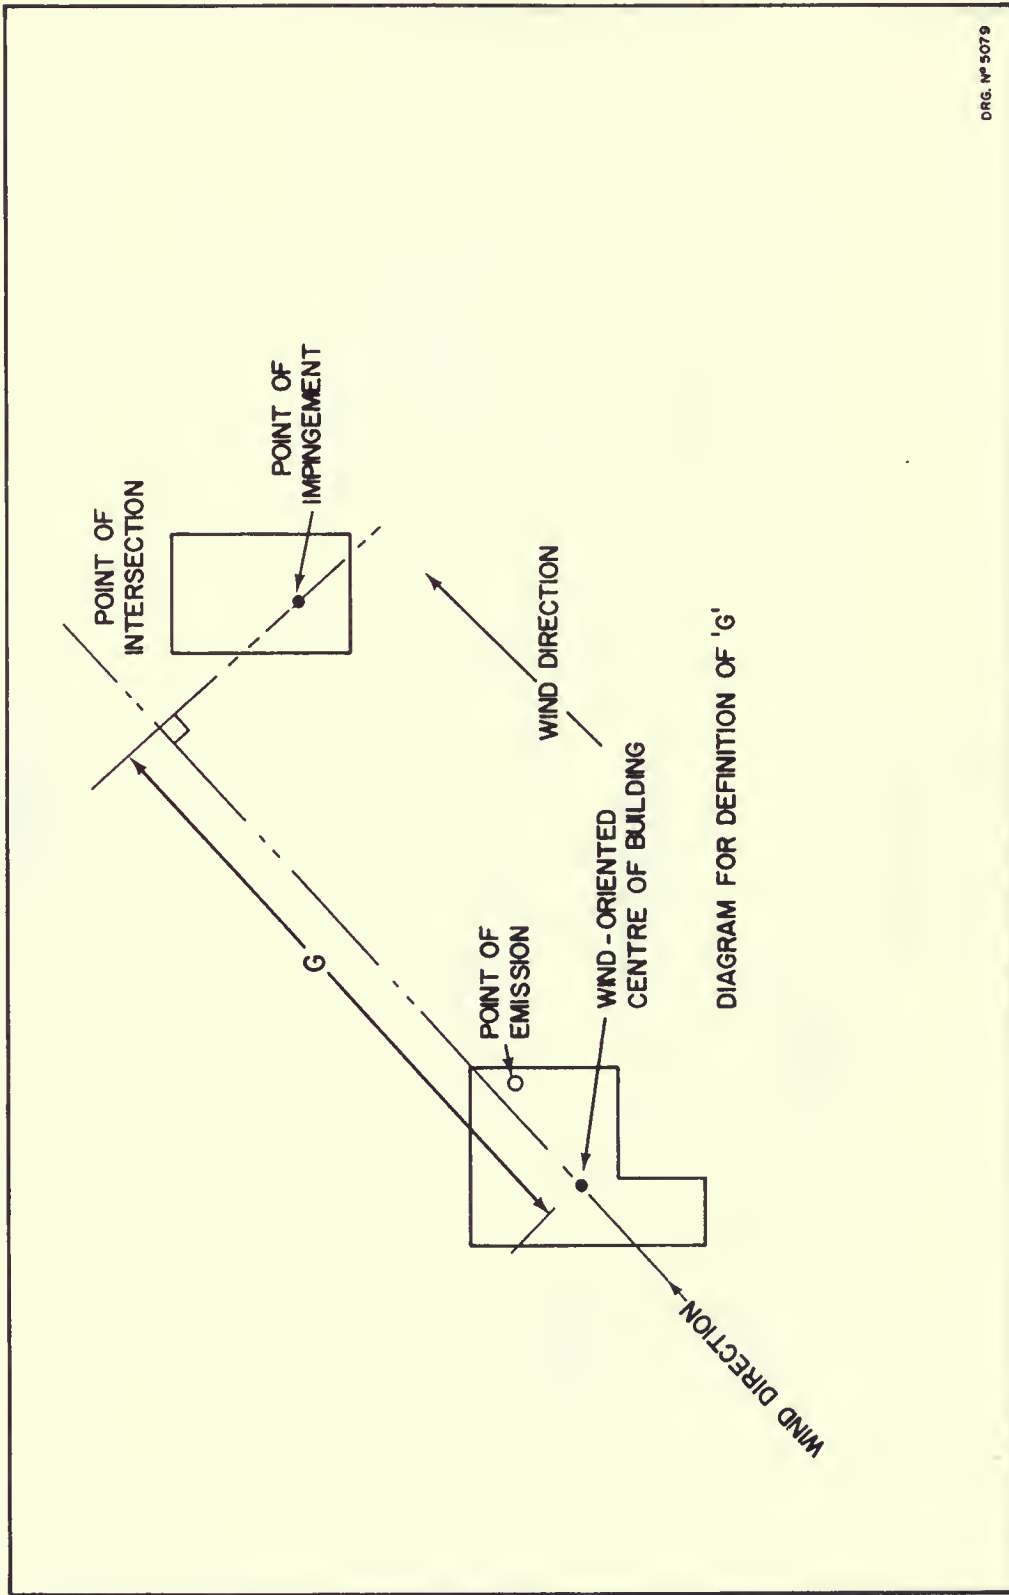 POINT OF
INTERSECTION
POINT OF
IMPINGEMENT
G
WIND DIRECTION
POINT OF
EMISSION
WIND-ORIENTED
CENTRE OF BUILDING
WIND DIRECTION
DIAGRAM FOR DEFINITION OF 'G'
DRG. Nº 5079